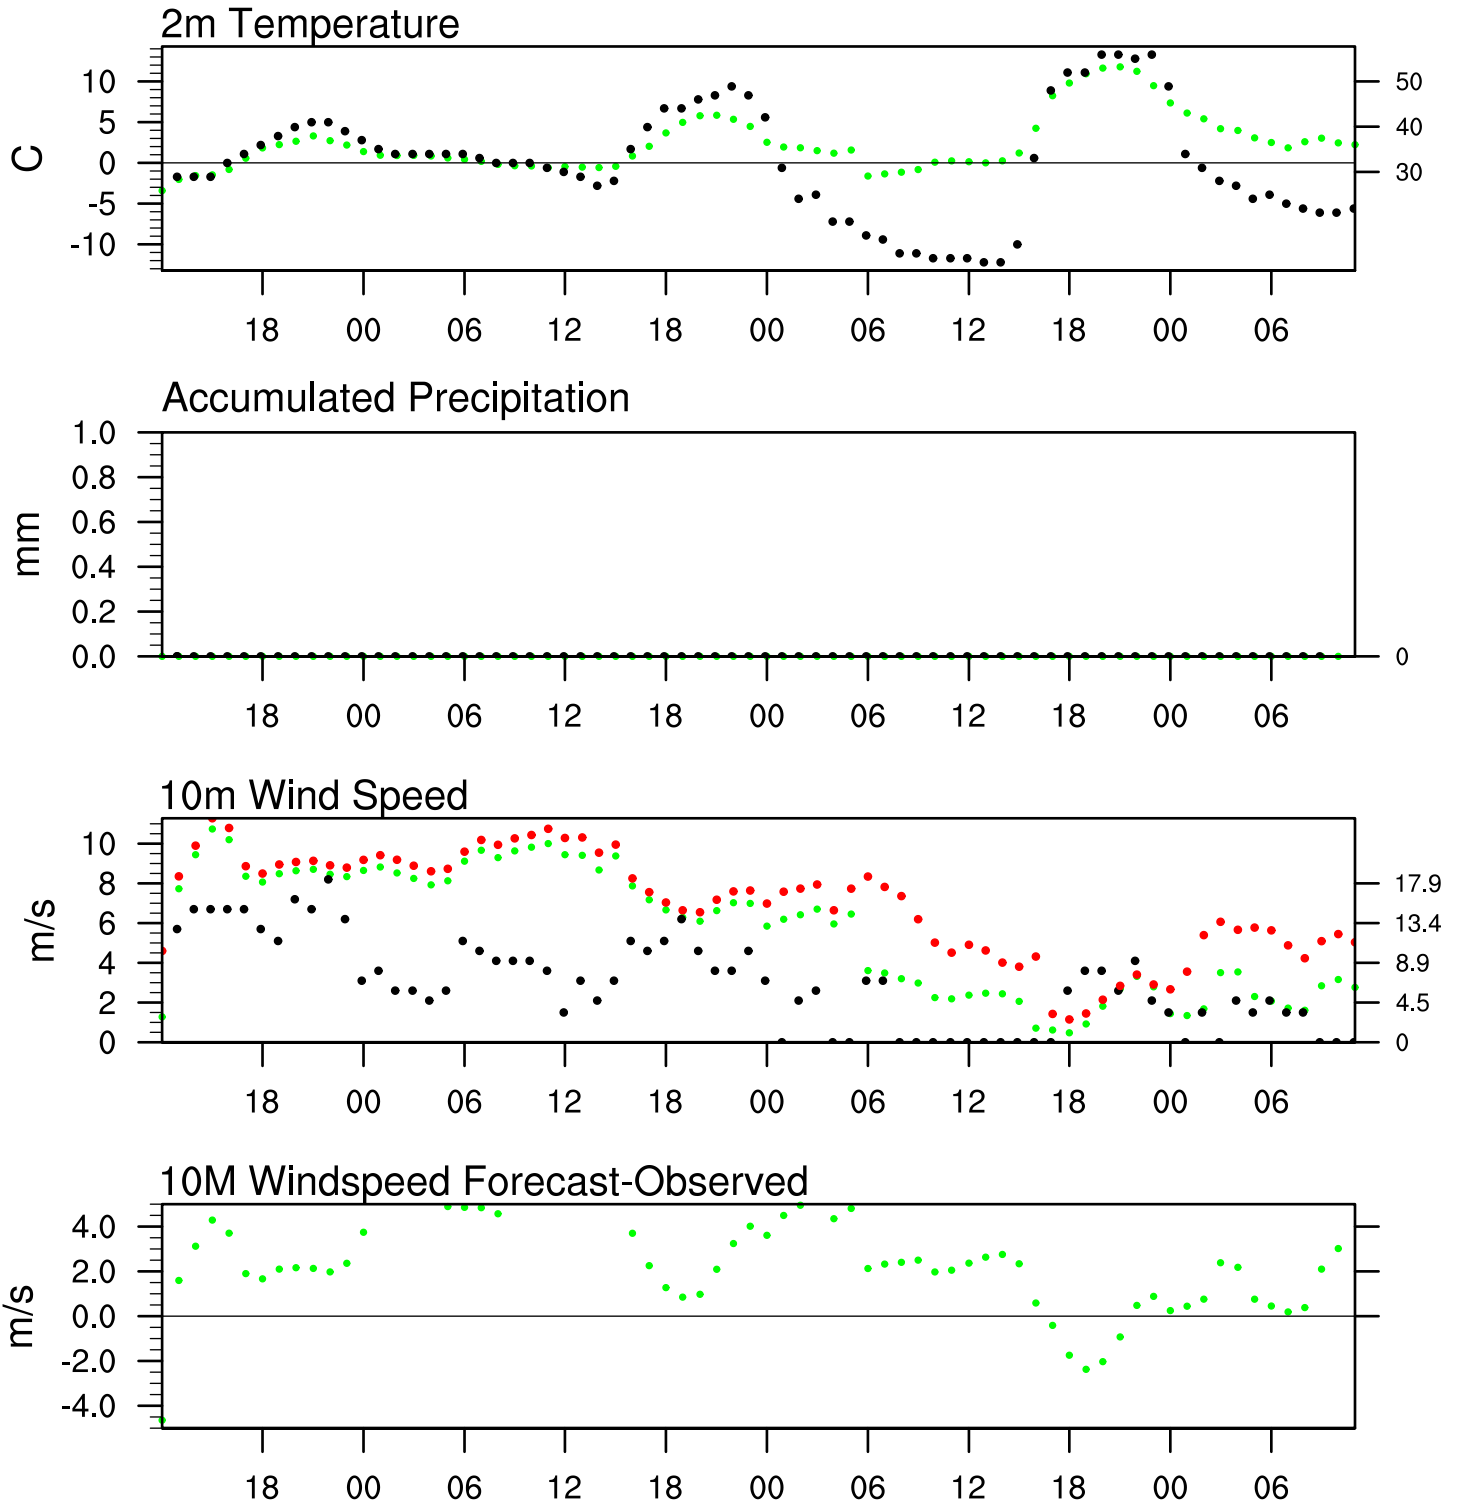 2m Temperature
10 50
5 40
0 30
-5
-10
C
18 00 06 12 18 00 06 12 18 00 06
Accumulated Precipitation
1.0
0.8
0.6
0.4
0.2
0.0 0
mm
18 00 06 12 18 00 06 12 18 00 06
10m Wind Speed
10
8 17.9
6 13.4
4 8.9
2 4.5
0 0
m/s
18 00 06 12 18 00 06 12 18 00 06
10M Windspeed Forecast-Observed
4.0
2.0
0.0
-2.0
-4.0
m/s
18 00 06 12 18 00 06 12 18 00 06